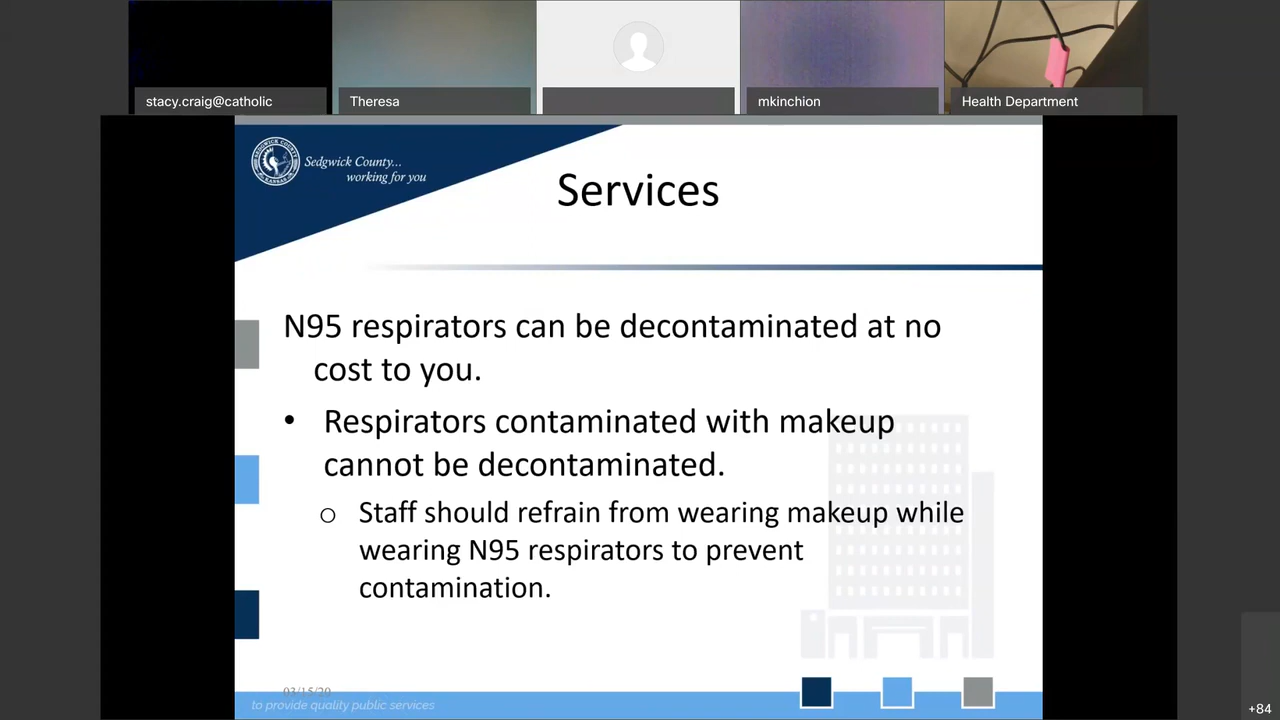 stacy.craig@catholic
Theresa
mkinchion
Health Department
Sedgwick County...
working for you
Services
N95 respirators can be decontaminated at no
cost to you.
• Respirators contaminated with makeup
cannot be decontaminated.
o Staff should refrain from wearing makeup while
wearing N95 respirators to prevent
contamination.
03/15/20
to provide quality public services
+84